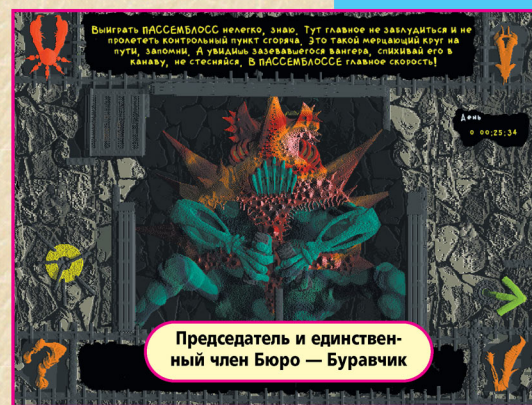 Выиграть ПАССЕМБЛОСС нелегко, знаю. Тут главное не заблудиться и не
пролететь контрольный пункт сгоряча, это такой мерцающий круг на
пути, запомни. А увидишь зазевавшегося вангера, спихивай его в
канаву, не стесняйся. В ПАССЕМБЛОССЕ главное скорость!
День
0 00;25;34
Председатель и единствен-
ный член Бюро — Буравчик